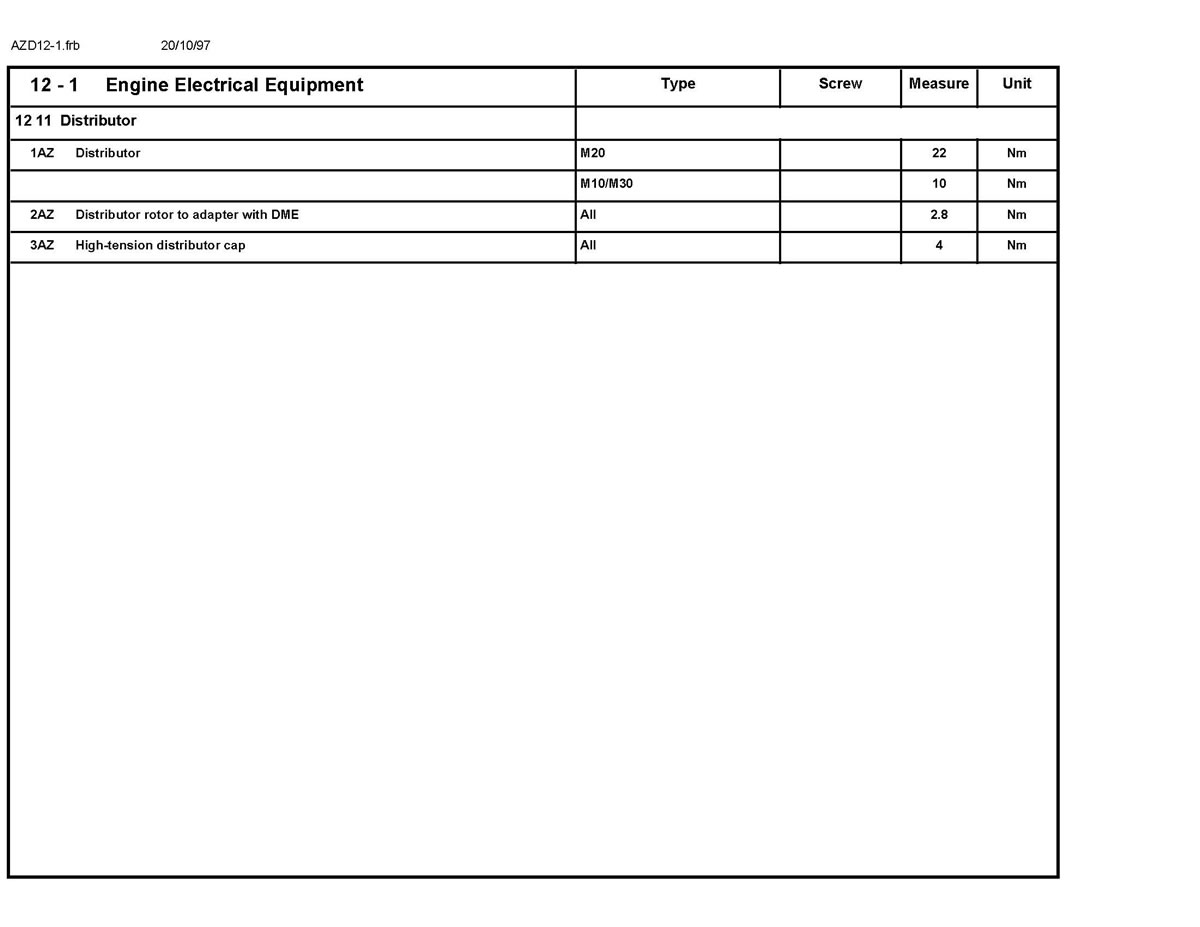 AZD12-1.frb 20/10/97
12 - 1 Engine Electrical Equipment Type Screw Measure Unit
12 11 Distributor
1AZ Distributor M20 22 Nm
M10/M30 10 Nm
2AZ Distributor rotor to adapter with DME All 2.8 Nm
3AZ High-tension distributor cap All 4 Nm